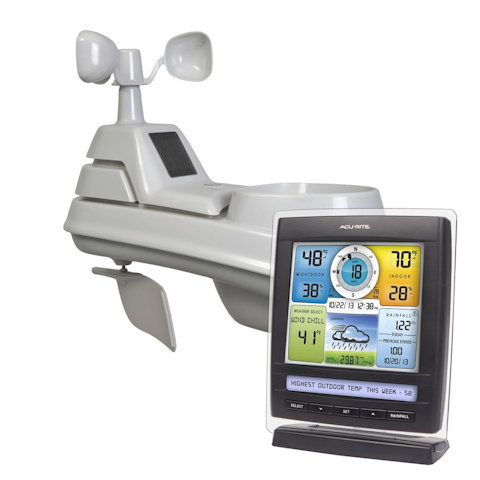 ACU·RITE.
48°F
OUTDOOR
38%
N
18
W
E
S
70°F
INDOOR
28%
10/22/13 12:38PM
WEATHER SELECT
WIND CHILL
41°F
29.87
RAINFALL
1.22
TODAY
PREVIOUS EVENTS
1.00
10/20/13
HIGHEST OUTDOOR TEMP THIS WEEK - 58
SELECT
SET
RAINFALL